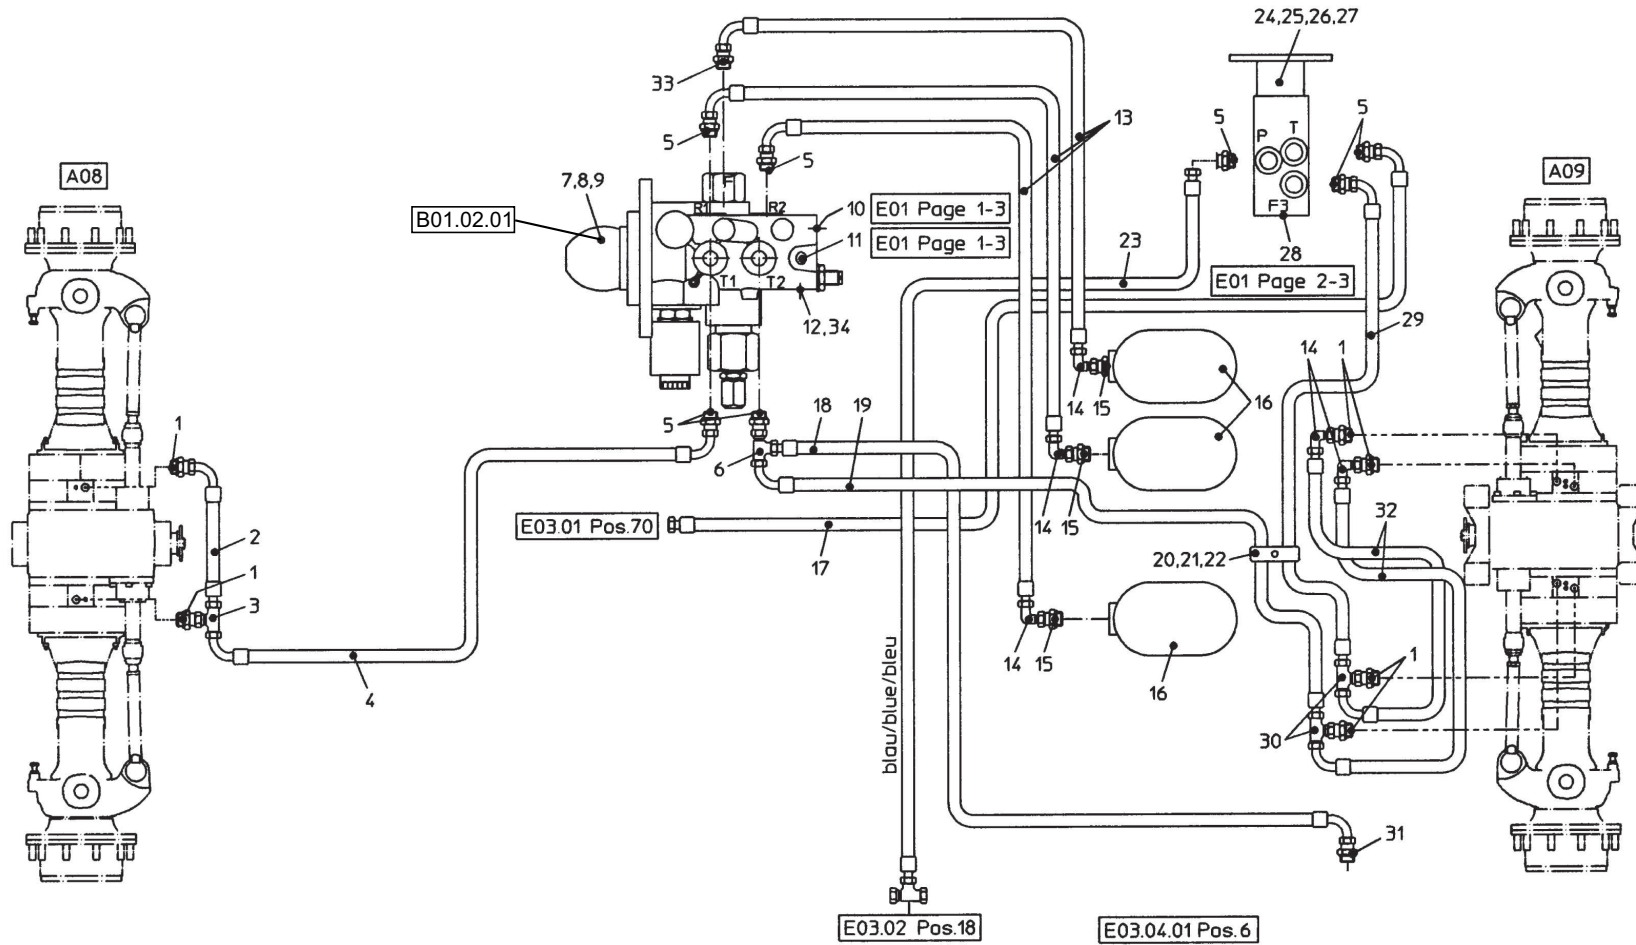 24,25,26,27
33
5
13
5
P
T
5
5
A08
7,8,9
B01.02.01
R1
R2
10
E01 Page 1-3
11
E01 Page 1-3
T1
T2
12,34
23
F3
28
E01 Page 2-3
A09
29
14
15
16
14
1
1
5
18
19
6
14
15
E03.01 Pos.70
17
2
1
3
20,21,22
32
4
14
15
16
1
30
blau/blue/bleu
31
E03.02 Pos.18
E03.04.01 Pos.6